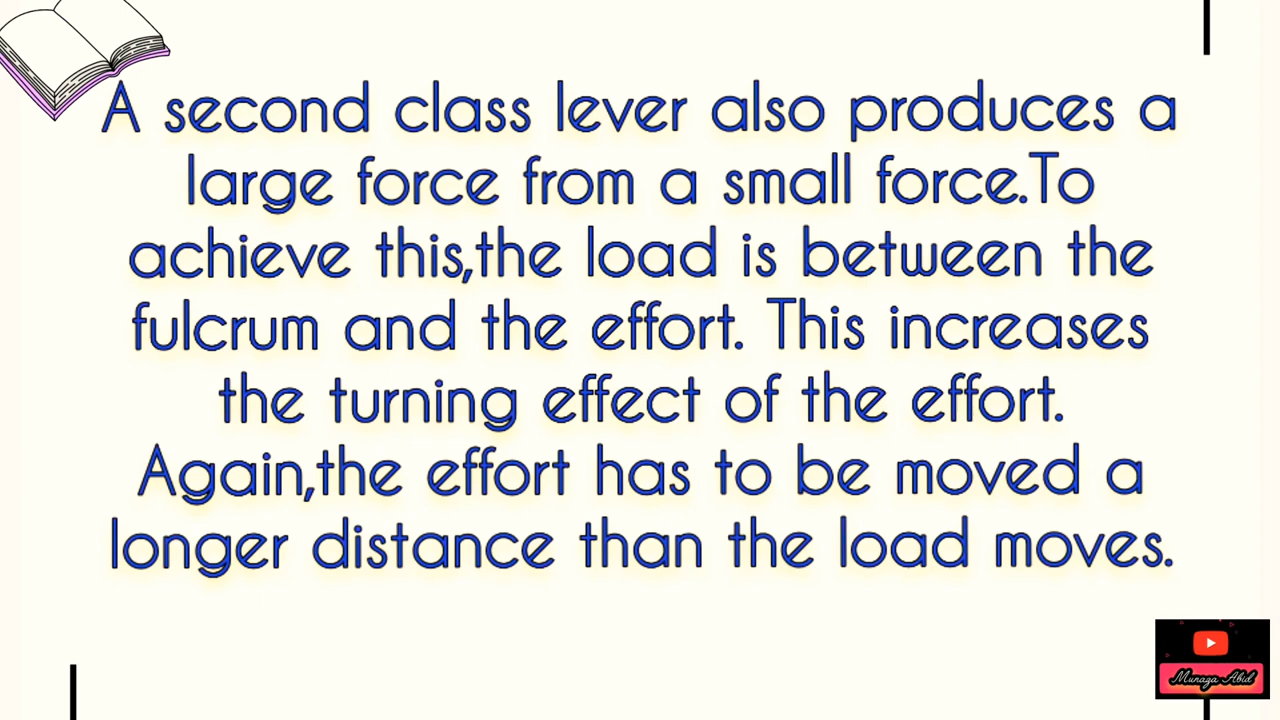 A second class lever also produces a
large force from a small force.To
achieve this,the load is between the
fulcrum and the effort. This increases
the turning effect of the effort.
Again,the effort has to be moved a
longer distance than the load moves.
Munaza Abid